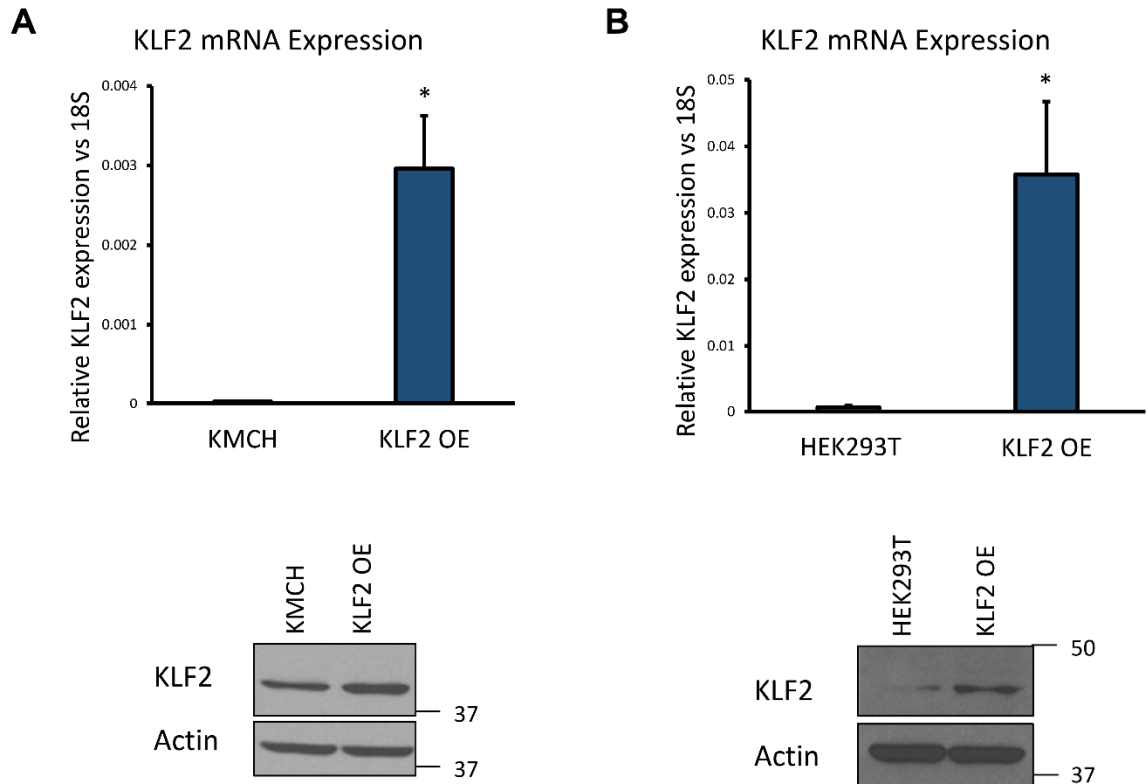 A
KLF2 mRNA Expression
Relative KLF2 expression vs 18S
0.004
*
0.003
0.002
0.001
0
KMCH
KLF2 OE
KMCH
KLF2 OE
KLF2
37
Actin
37
B
KLF2 mRNA Expression
Relative KLF2 expression vs 18S
0.05
*
0.04
0.03
0.02
0.01
0
HEK293T
KLF2 OE
HEK293T
KLF2 OE
50
KLF2
Actin
37